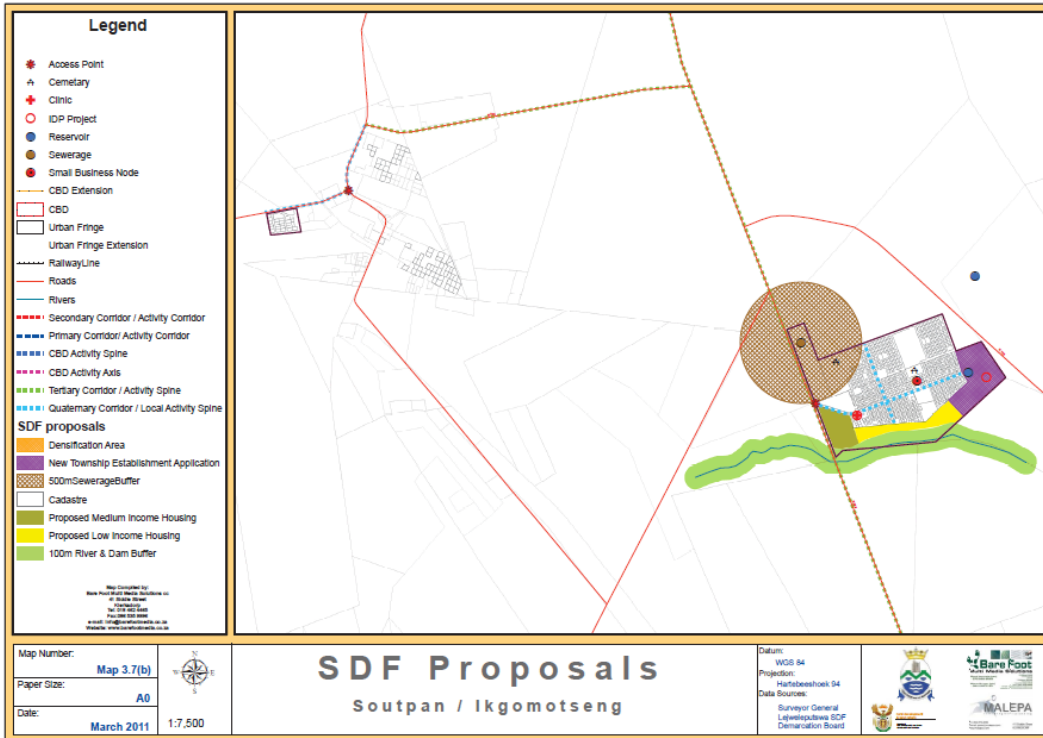 Legend
Access Point
Cemetary
Clinic
IDP Project
Reservoir
Sewerage
Small Business Node
CBD Extension
CBD
Urban Fringe
Urban Fringe Extension
RailwayLine
Roads
Rivers
Secondary Corridor / Activity Corridor
Primary Corridor/ Activity Corridor
CBD Activity Spine
CBD Activity Axis
Tertiary Corridor / Activity Spine
Quaternary Corridor / Local Activity Spine
SDF proposals
Densification Area
New Township Establishment Application
500mSewerageBuffer
Cadastre
Proposed Medium Income Housing
Proposed Low Income Housing
100m River & Dam Buffer
Map Compiled by:
Bare Foot Multi Media Solutions cc
Map Number:
Map 3.7(b)
Paper Size:
A0
Date:
March 2011
N
W
E
S
1:7,500
SDF Proposals
Soutpan / Ikgomotseng
Datum:
WGS 84
Projection:
Hartebeeshoek 94
Data Sources:
Surveyor General
Lejweleputswa SDF
Demarcation Board
Bare Foot
Multi Media Solutions
MALEPA